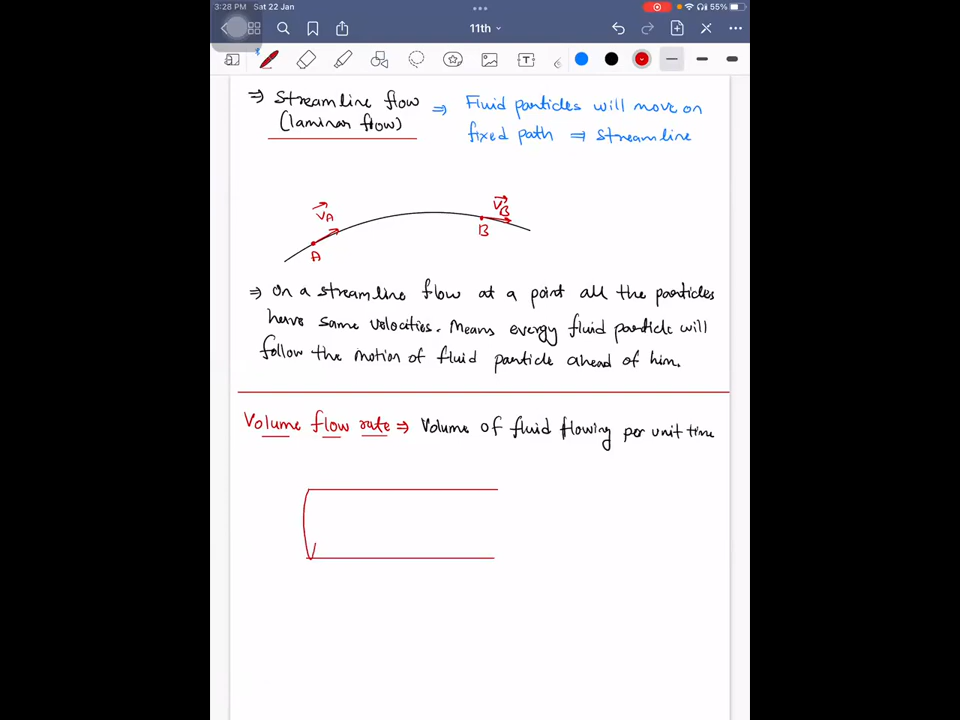 3:28 PM Sat 22 Jan
55%
11th
⇒ Streamline flow ⇒ Fluid particles will move on
(laminar flow) fixed path ⇒ streamline
V⃗A
V⃗B
A
B
⇒ On a streamline flow at a point all the particles
have same velocities. Means evergy fluid particle will
follow the motion of fluid particle ahead of him.
Volume flow rate ⇒ Volume of fluid flowing per unit time